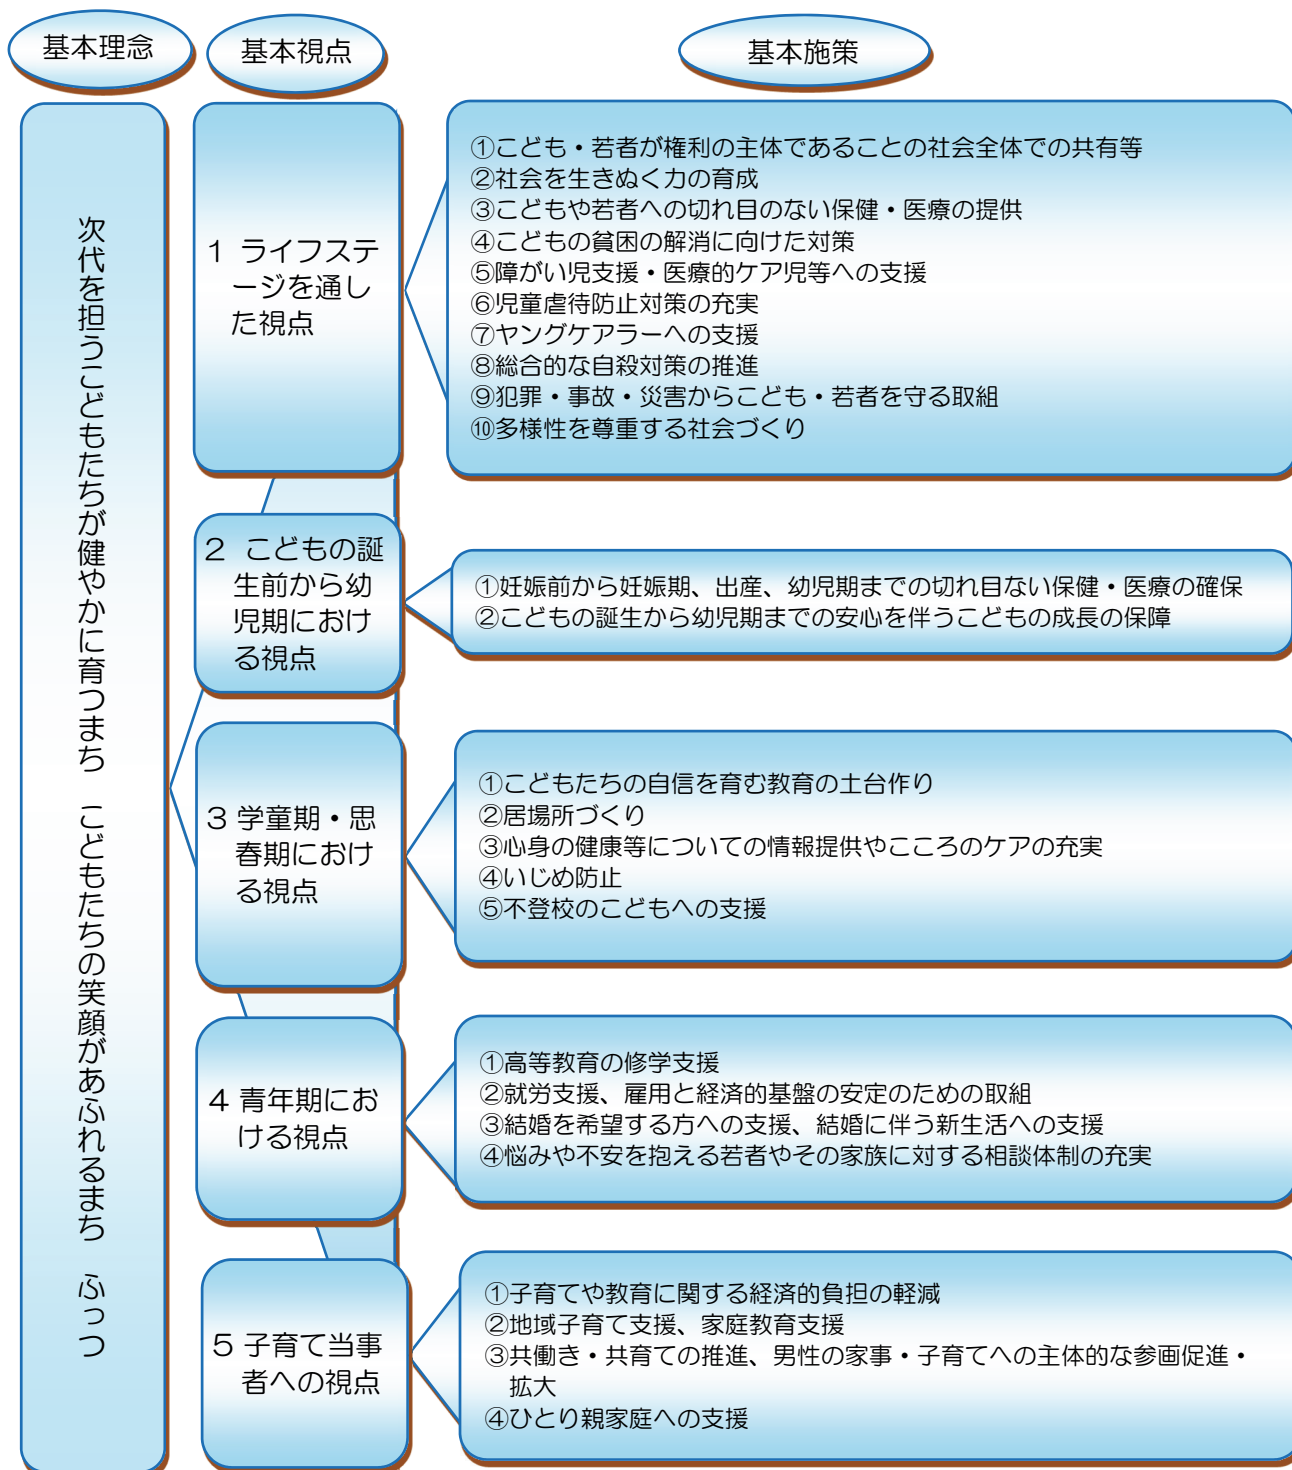 基本理念
基本視点
基本施策
次代を担うこどもたちが健やかに育つまち　こどもたちの笑顔があふれるまち　ふっつ
1 ライフステ
ージを通し
た視点
①こども・若者が権利の主体であることの社会全体での共有等
②社会を生きぬく力の育成
③こどもや若者への切れ目のない保健・医療の提供
④こどもの貧困の解消に向けた対策
⑤障がい児支援・医療的ケア児等への支援
⑥児童虐待防止対策の充実
⑦ヤングケアラーへの支援
⑧総合的な自殺対策の推進
⑨犯罪・事故・災害からこども・若者を守る取組
⑩多様性を尊重する社会づくり
2 こどもの誕
生前から幼
児期におけ
る視点
①妊娠前から妊娠期、出産、幼児期までの切れ目ない保健・医療の確保
②こどもの誕生から幼児期までの安心を伴うこどもの成長の保障
3 学童期・思
春期におけ
る視点
①こどもたちの自信を育む教育の土台作り
②居場所づくり
③心身の健康等についての情報提供やこころのケアの充実
④いじめ防止
⑤不登校のこどもへの支援
4 青年期にお
ける視点
①高等教育の修学支援
②就労支援、雇用と経済的基盤の安定のための取組
③結婚を希望する方への支援、結婚に伴う新生活への支援
④悩みや不安を抱える若者やその家族に対する相談体制の充実
5 子育て当事
者への視点
①子育てや教育に関する経済的負担の軽減
②地域子育て支援、家庭教育支援
③共働き・共育ての推進、男性の家事・子育てへの主体的な参画促進・
拡大
④ひとり親家庭への支援